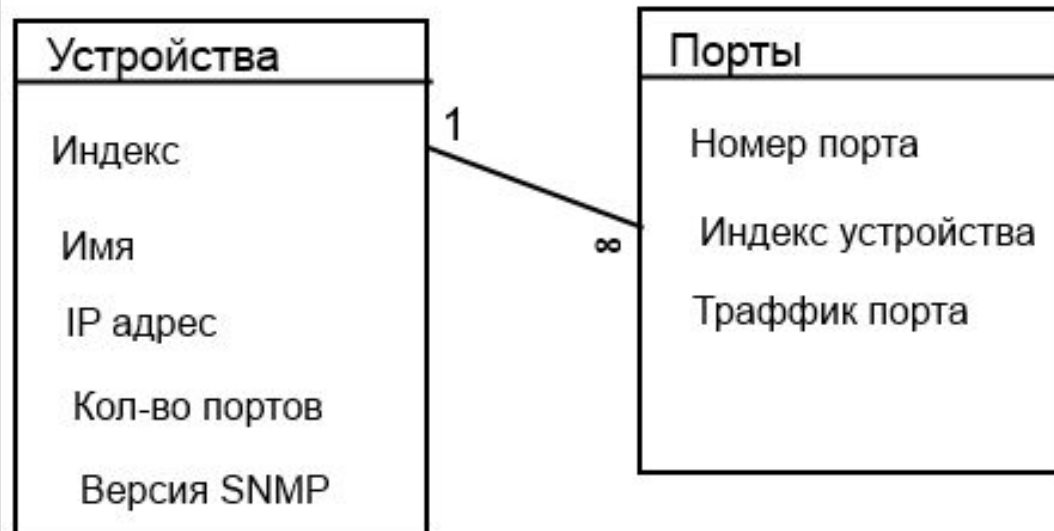 Устройства
Индекс
Имя
IP адрес
Кол-во портов
Версия SNMP
1
∞
Порты
Номер порта
Индекс устройства
Траффик порта